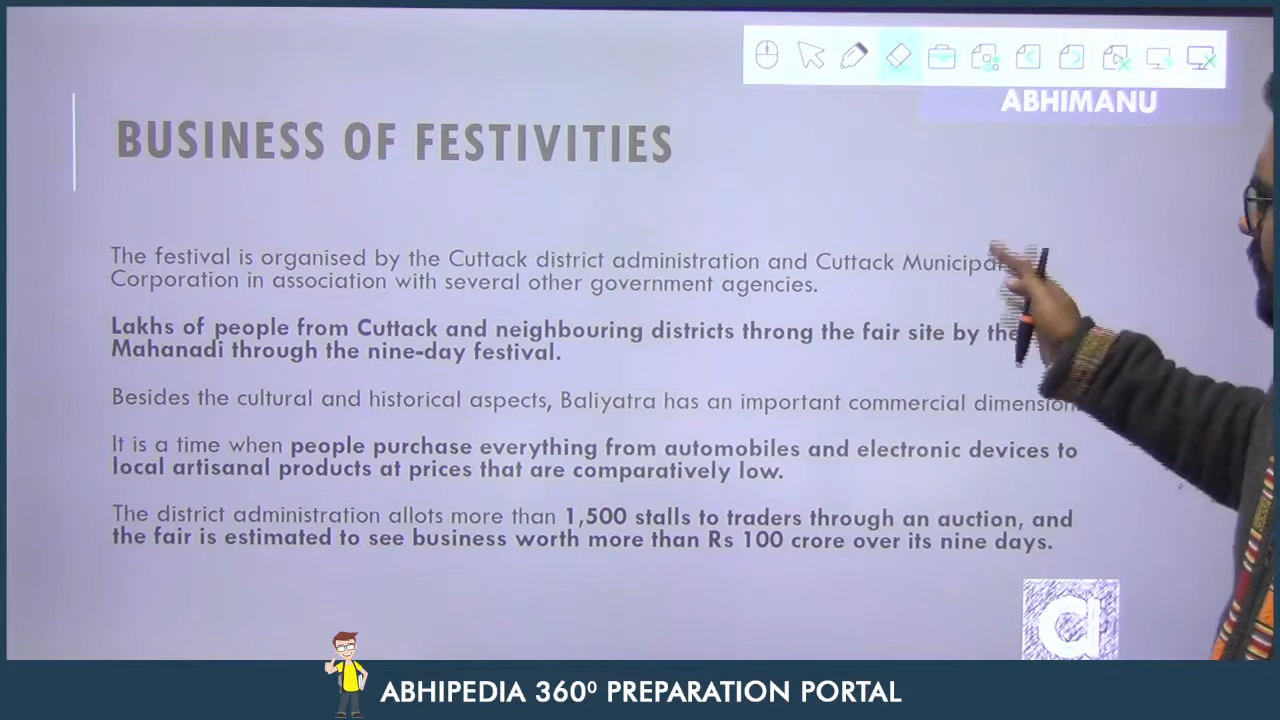 ABHIMANU
BUSINESS OF FESTIVITIES
The festival is organised by the Cuttack district administration and Cuttack Municipal
Corporation in association with several other government agencies.
Lakhs of people from Cuttack and neighbouring districts throng the fair site by the
Mahanadi through the nine-day festival.
Besides the cultural and historical aspects, Baliyatra has an important commercial dimension.
It is a time when people purchase everything from automobiles and electronic devices to
local artisanal products at prices that are comparatively low.
The district administration allots more than 1,500 stalls to traders through an auction, and
the fair is estimated to see business worth more than Rs 100 crore over its nine days.
a
ABHIPEDIA 360⁰ PREPARATION PORTAL